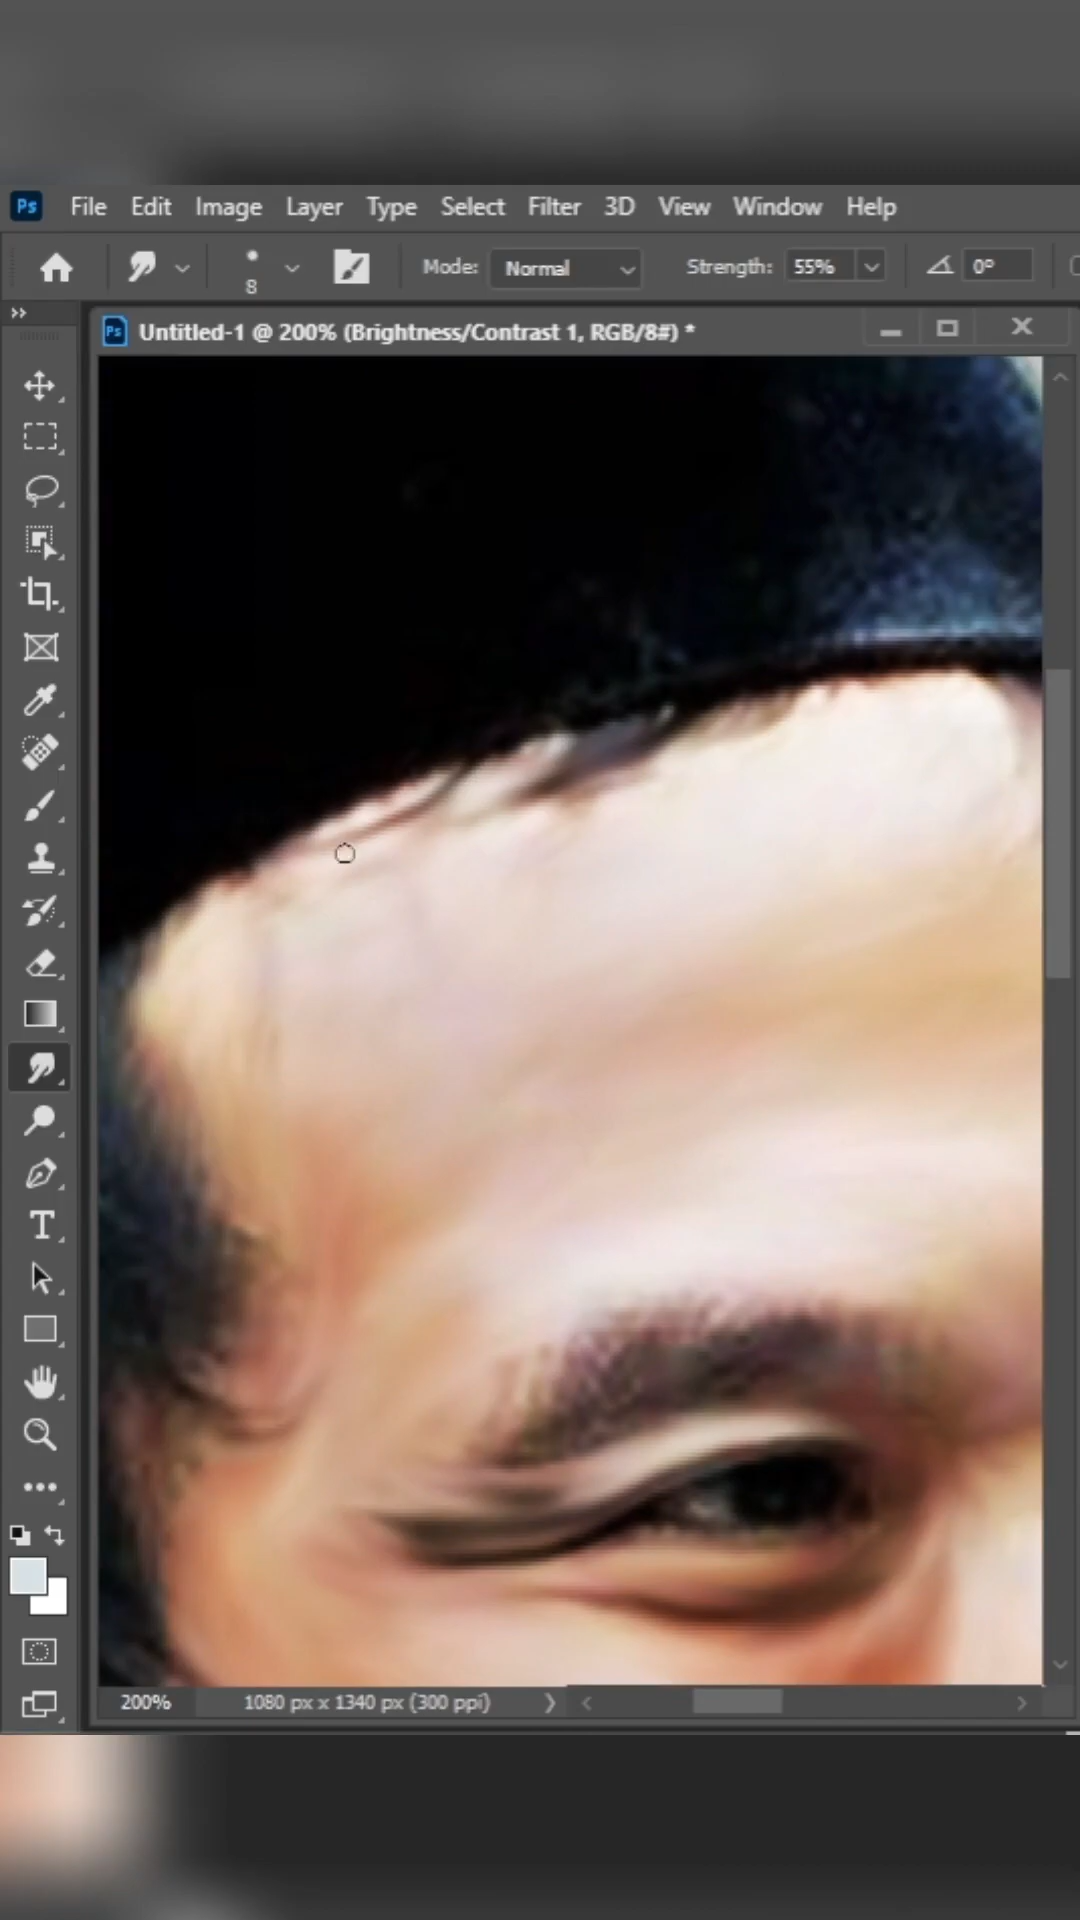 Ps File Edit Image Layer Type Select Filter 3D View Window Help
8 Mode: Normal Strength: 55% 0°
Ps Untitled-1 @ 200% (Brightness/Contrast 1, RGB/8#) *
T
200% 1080 px x 1340 px (300 ppi)